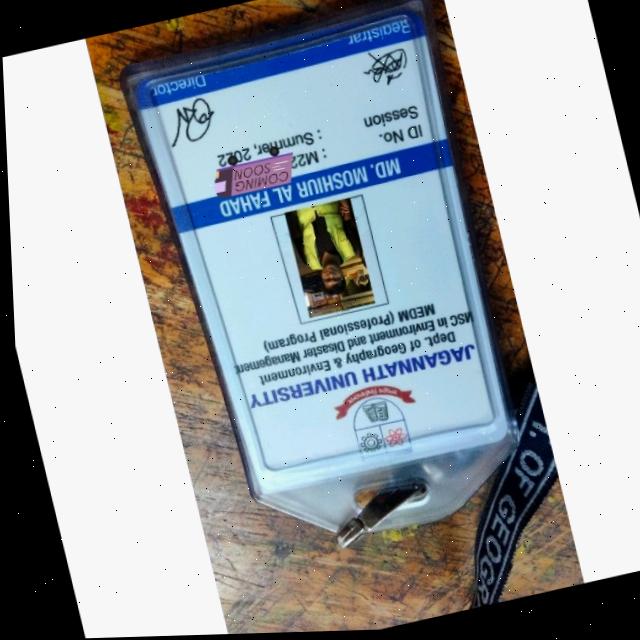 JAGANNATH UNIVERSITY
Dept. of Geography & Environment
MSC in Environment and Disaster Management
MEDM (Professional Program)
MD. MOSHIUR AL FAHAD
ID No. : M22
Session : Summer, 2022
COMING SOON
Registrar Director
. OF GEOG